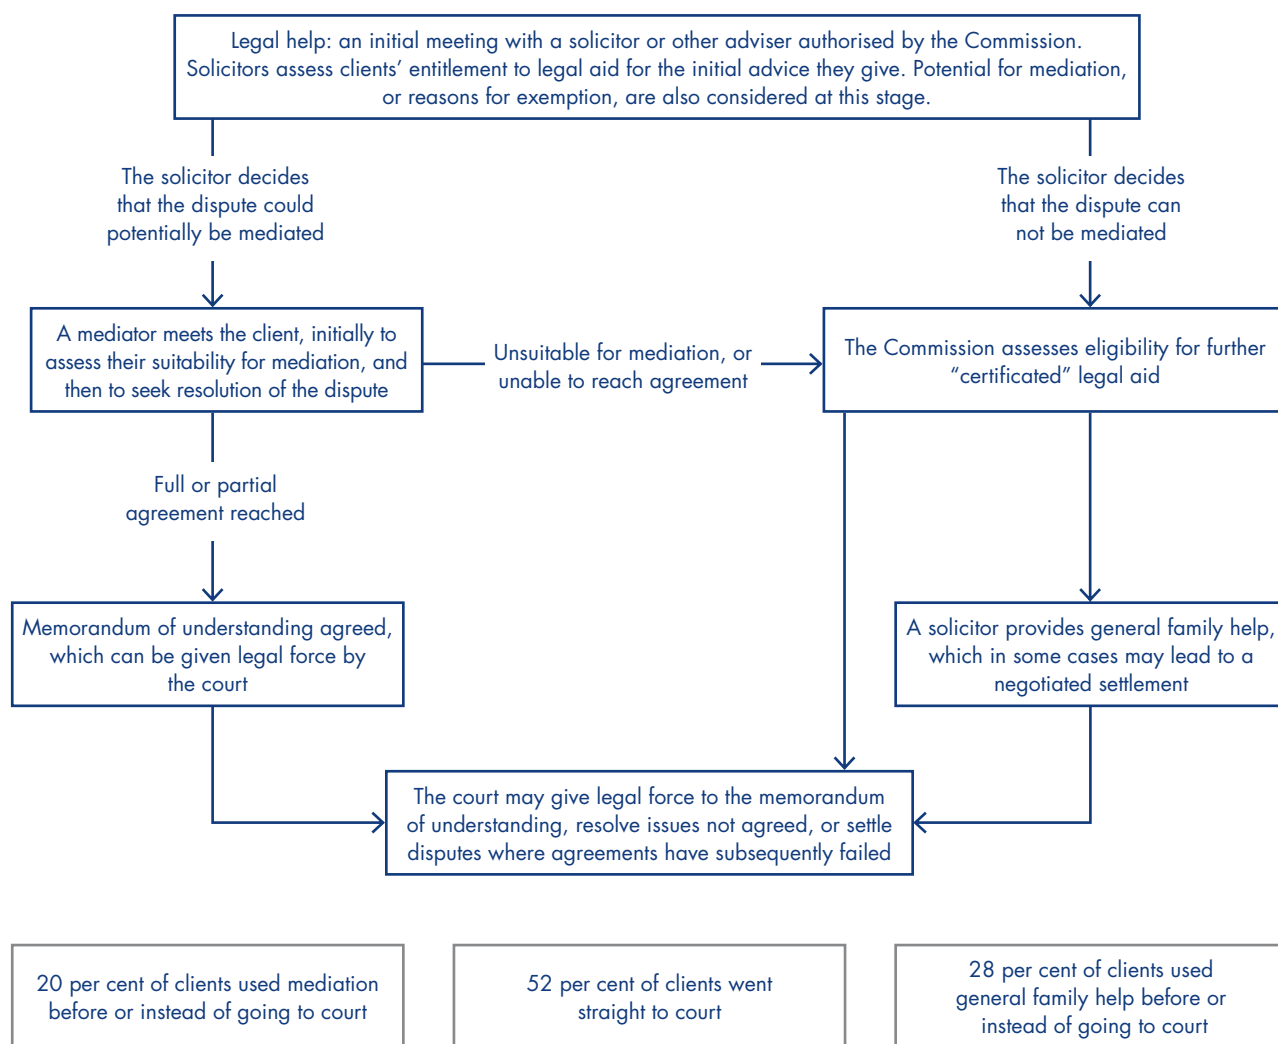 Legal help: an initial meeting with a solicitor or other adviser authorised by the Commission.
Solicitors assess clients’ entitlement to legal aid for the initial advice they give. Potential for mediation,
or reasons for exemption, are also considered at this stage.
The solicitor decides
that the dispute could
potentially be mediated
The solicitor decides
that the dispute can
not be mediated
A mediator meets the client, initially to
assess their suitability for mediation, and
then to seek resolution of the dispute
Unsuitable for mediation, or
unable to reach agreement
The Commission assesses eligibility for further
“certificated” legal aid
Full or partial
agreement reached
Memorandum of understanding agreed,
which can be given legal force by
the court
A solicitor provides general family help,
which in some cases may lead to a
negotiated settlement
The court may give legal force to the memorandum
of understanding, resolve issues not agreed, or settle
disputes where agreements have subsequently failed
20 per cent of clients used mediation
before or instead of going to court
52 per cent of clients went
straight to court
28 per cent of clients used
general family help before or
instead of going to court